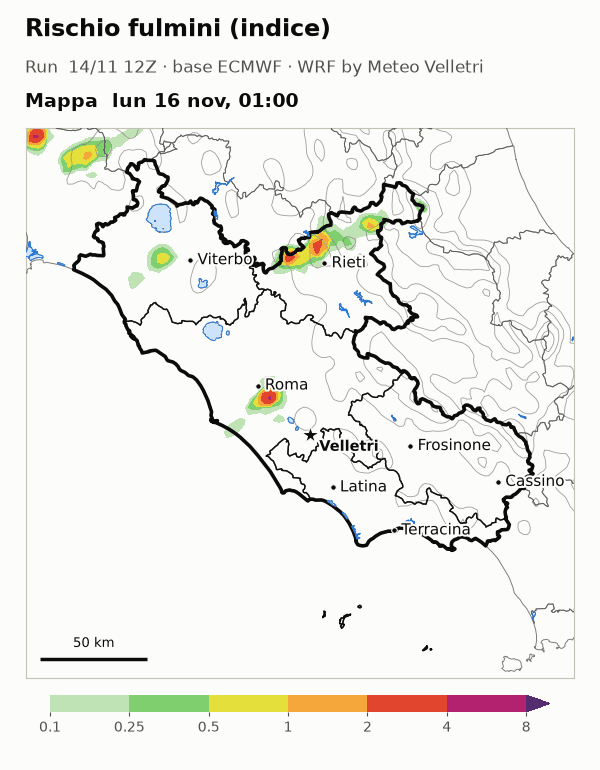 Rischio fulmini (indice)
Run  14/11 12Z · base ECMWF · WRF by Meteo Velletri
Mappa  lun 16 nov, 01:00
Viterbo
Rieti
Roma
Velletri
Frosinone
Cassino
Latina
Terracina
50 km
0.1 0.25 0.5 1 2 4 8